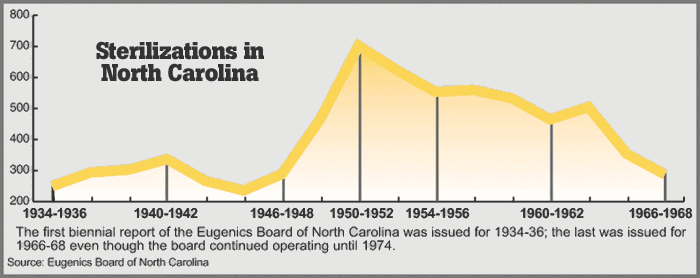 800
Sterilizations in
North Carolina
700
600
500
400
300
200
1934-1936 1940-1942 1946-1948 1950-1952 1954-1956 1960-1962 1966-1968
The first biennial report of the Eugenics Board of North Carolina was issued for 1934-36; the last was issued for
1966-68 even though the board continued operating until 1974.
Source: Eugenics Board of North Carolina